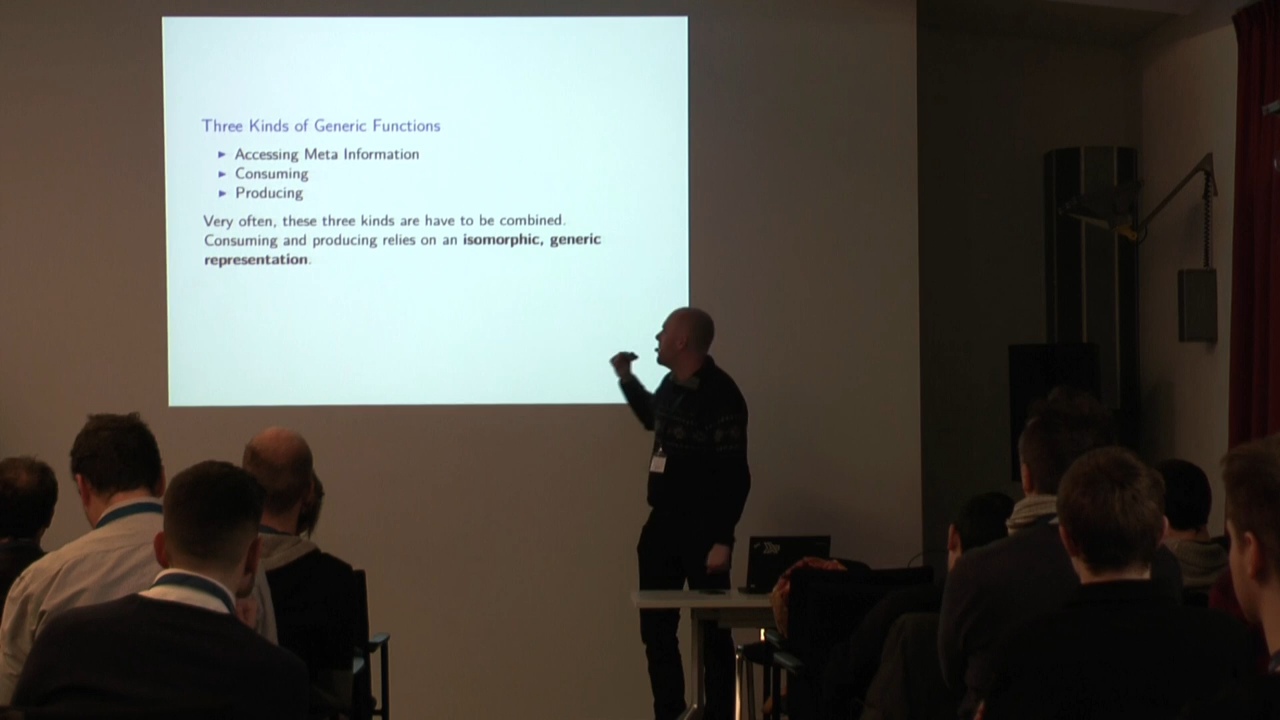 Three Kinds of Generic Functions
Accessing Meta Information
Consuming
Producing
Very often, these three kinds are have to be combined.
Consuming and producing relies on an isomorphic, generic
representation.